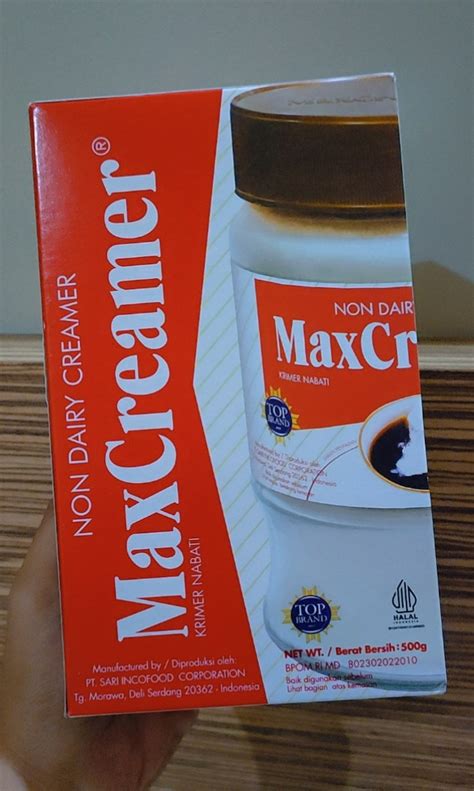 NON DAIRY CREAMER
MaxCreamer®
KRIMER NABATI
Manufactured by / Diproduksi oleh:
PT. SARI INCOFOOD CORPORATION
Tg. Morawa, Deli Serdang 20362 - Indonesia
NON DAIR
MaxCr
KRIMER NABATI
TOP
BRAND
TOP
BRAND
HALAL
INDONESIA
NET WT. / Berat Bersih: 500g
BPOM RI MD B02302022010
Baik digunakan sebelum
Lihat bagian atas kemasan